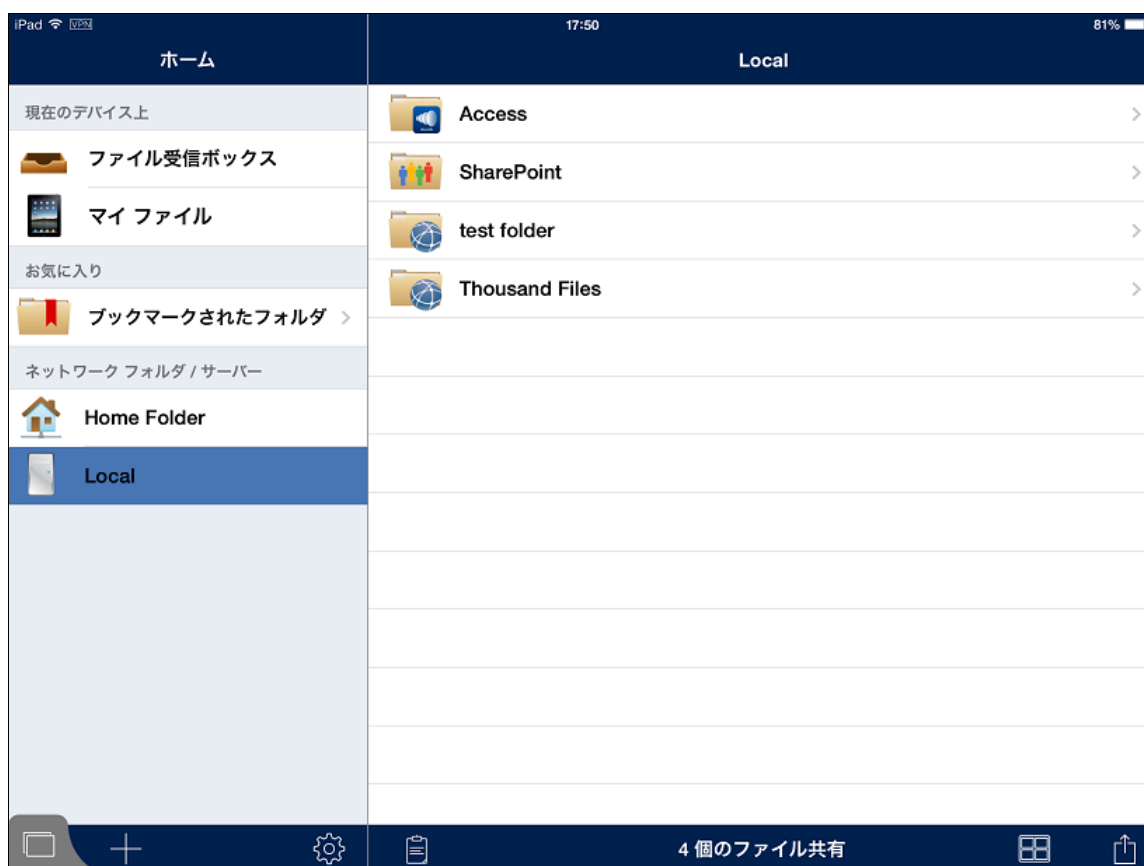 iPad VPN
17:50
81%
ホーム
Local
現在のデバイス上
ファイル受信ボックス
マイ ファイル
お気に入り
ブックマークされたフォルダ
ネットワーク フォルダ / サーバー
Home Folder
Local
Access
SharePoint
test folder
Thousand Files
4 個のファイル共有